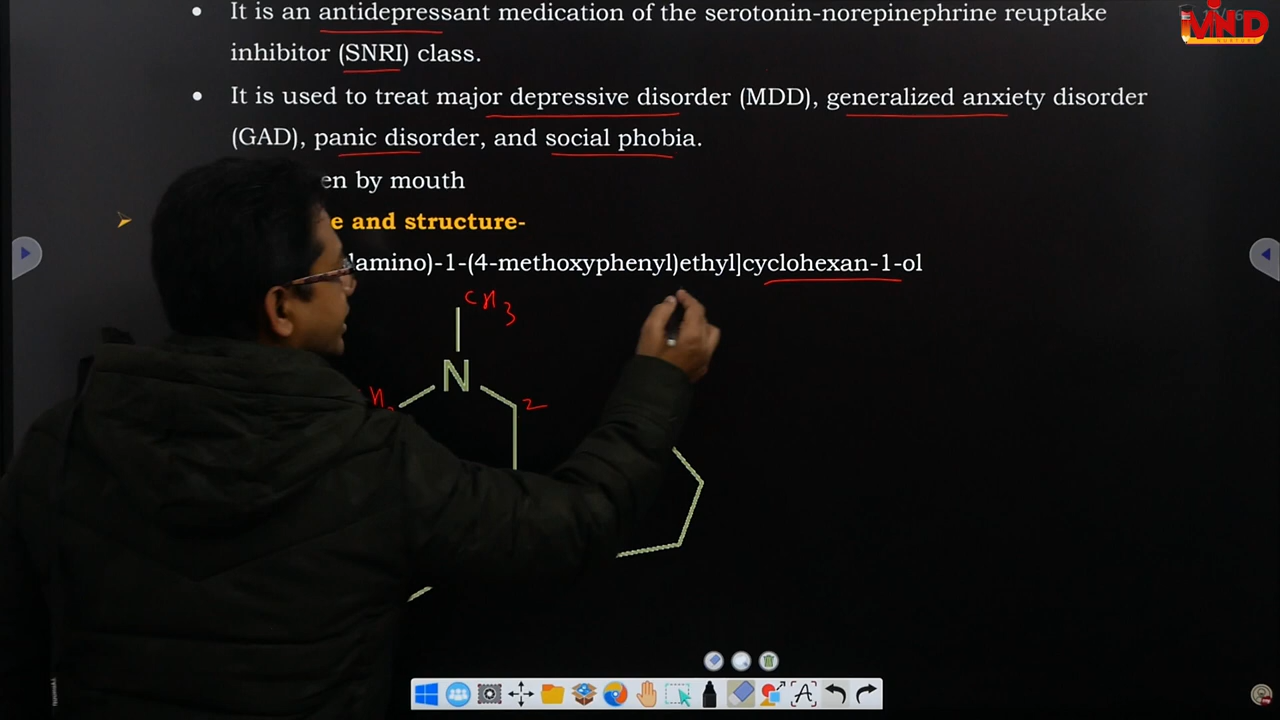 It is an antidepressant medication of the serotonin-norepinephrine reuptake
inhibitor (SNRI) class.
It is used to treat major depressive disorder (MDD), generalized anxiety disorder
(GAD), panic disorder, and social phobia.
by mouth
and structure-
-1-(4-methoxyphenyl)ethyl]cyclohexan-1-ol
CH3
N
2